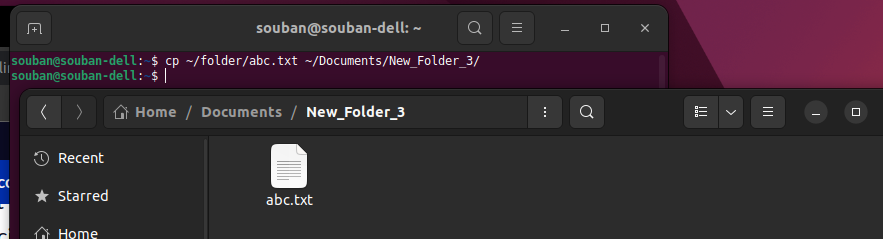 souban@souban-dell: ~
souban@souban-dell:~$ cp ~/folder/abc.txt ~/Documents/New_Folder_3/
souban@souban-dell:~$
Home / Documents / New_Folder_3
Recent
Starred
Home
abc.txt